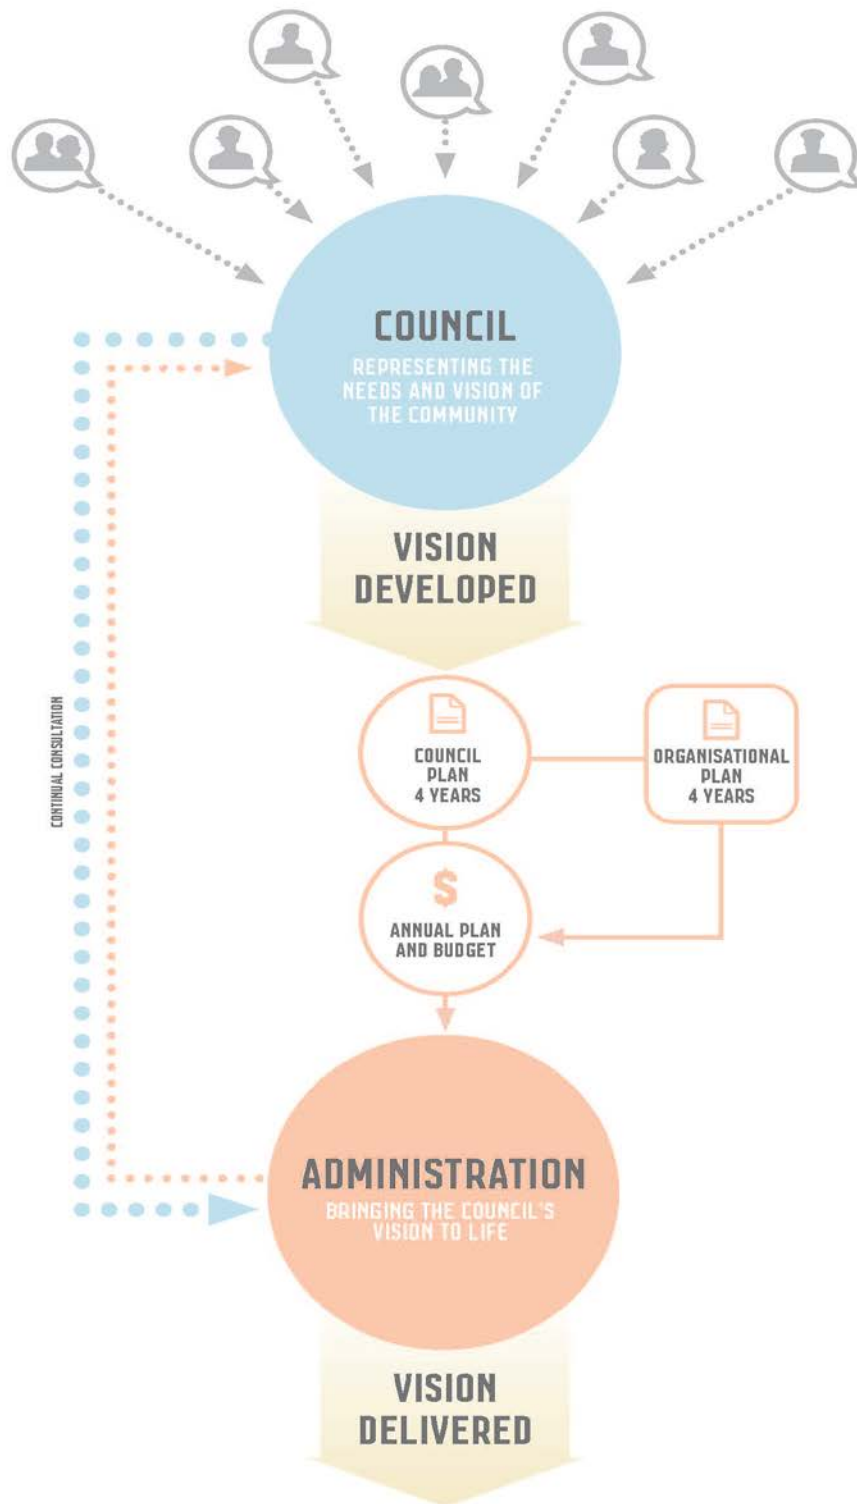 COUNCIL
REPRESENTING THE
NEEDS AND VISION OF
THE COMMUNITY
VISION
DEVELOPED
CONTINUAL CONSULTATION
COUNCIL
PLAN
4 YEARS
ORGANISATIONAL
PLAN
4 YEARS
$
ANNUAL PLAN
AND BUDGET
ADMINISTRATION
BRINGING THE COUNCIL'S
VISION TO LIFE
VISION
DELIVERED